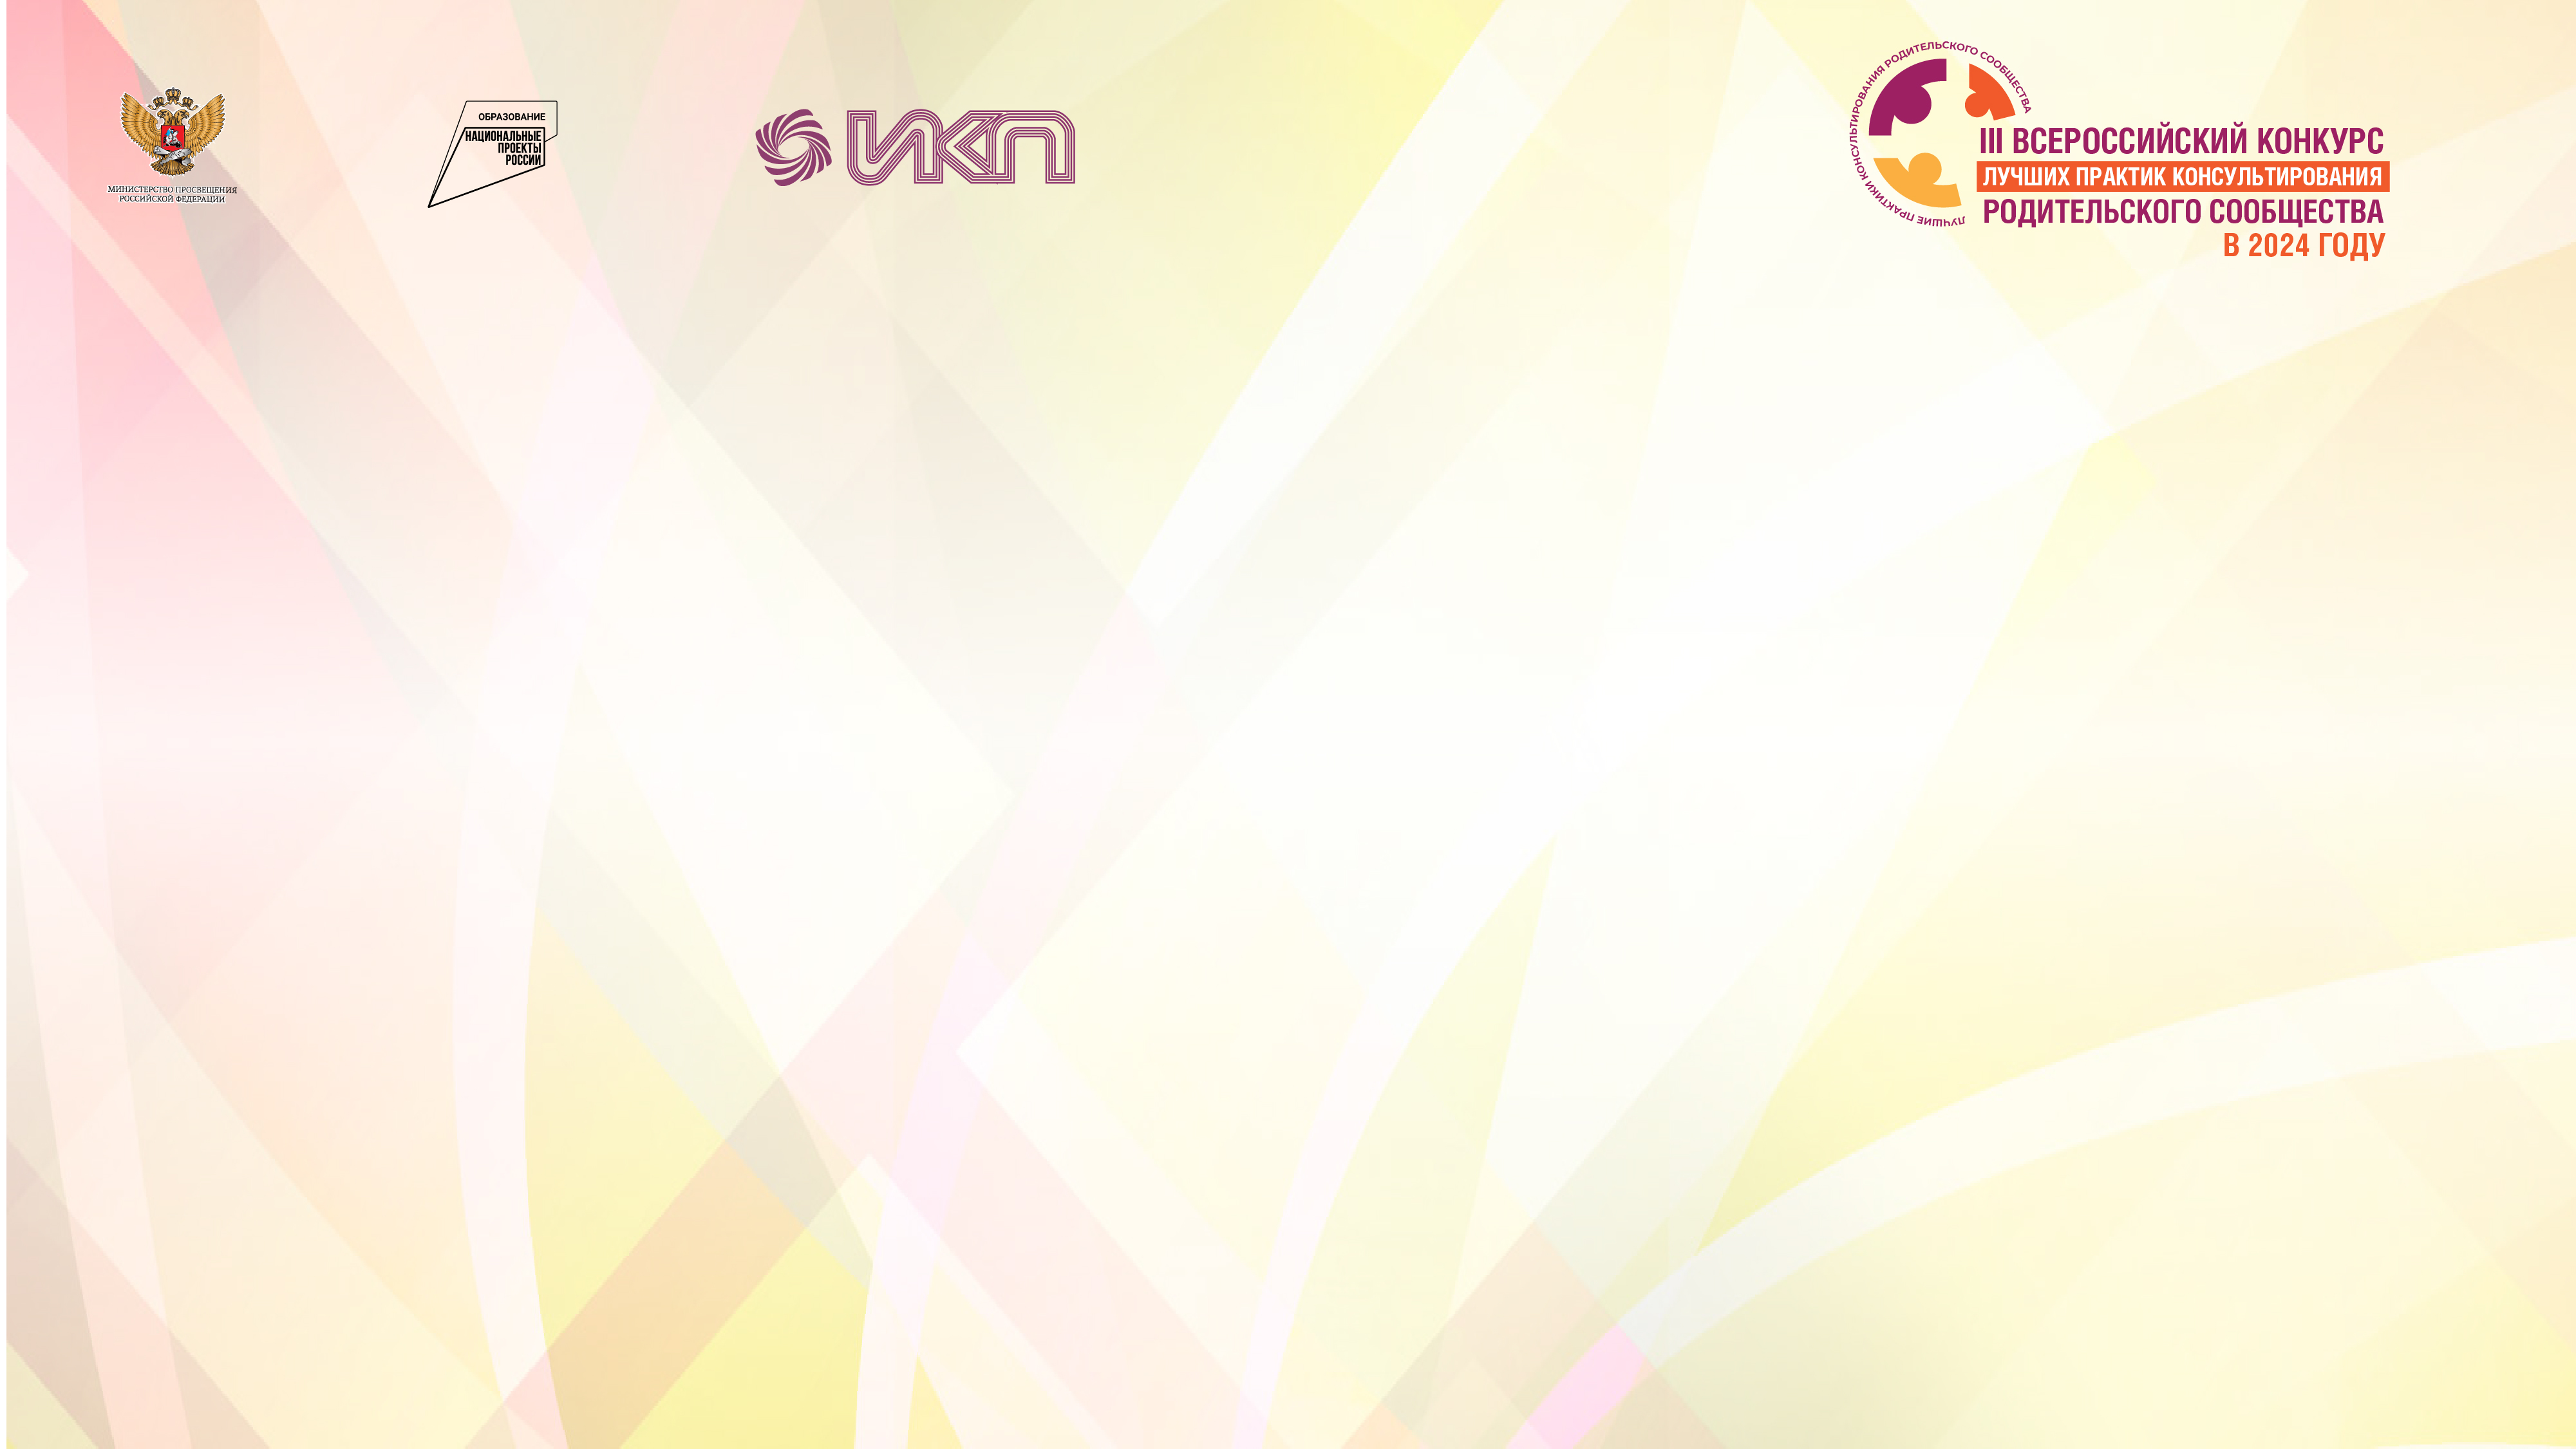 МИНИСТЕРСТВО ПРОСВЕЩЕНИЯ
РОССИЙСКОЙ ФЕДЕРАЦИИ
ОБРАЗОВАНИЕ
НАЦИОНАЛЬНЫЕ
ПРОЕКТЫ
РОССИИ
ИКП
ЛУЧШИЕ ПРАКТИКИ КОНСУЛЬТИРОВАНИЯ РОДИТЕЛЬСКОГО СООБЩЕСТВА
III ВСЕРОССИЙСКИЙ КОНКУРС
ЛУЧШИХ ПРАКТИК КОНСУЛЬТИРОВАНИЯ
РОДИТЕЛЬСКОГО СООБЩЕСТВА
В 2024 ГОДУ